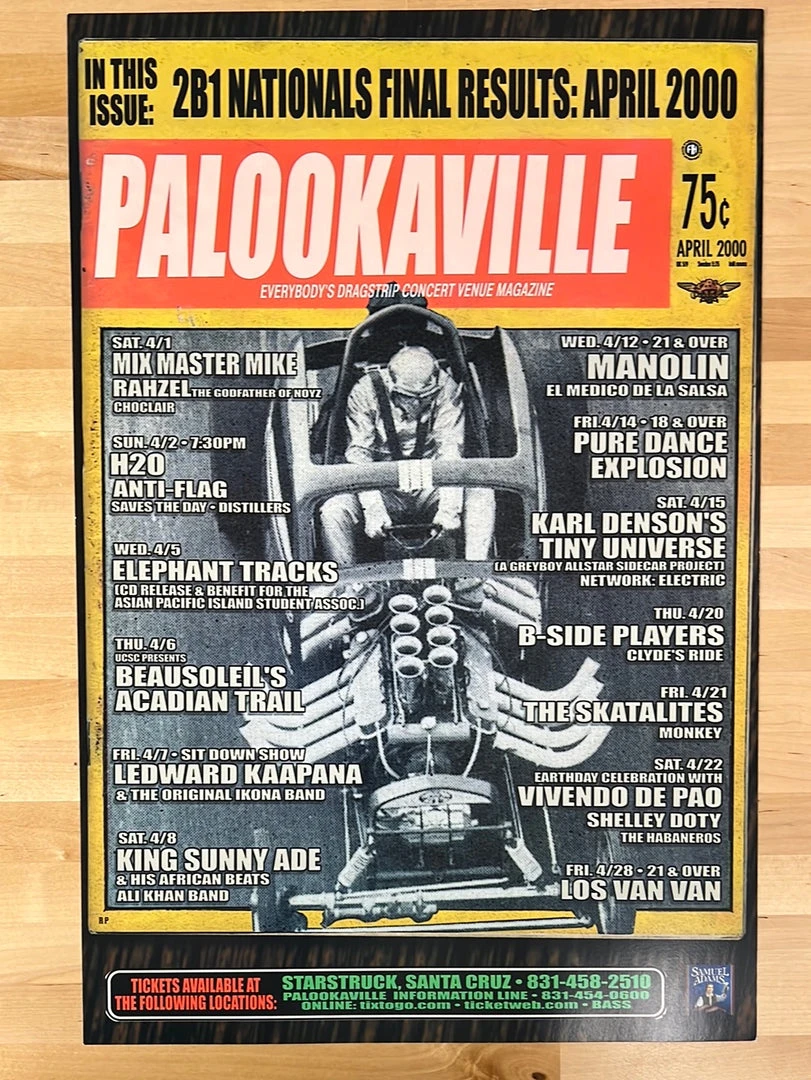 IN THIS ISSUE:
2B1 NATIONALS FINAL RESULTS: APRIL 2000
PALOOKAVILLE
EVERYBODY'S DRAGSTRIP CONCERT VENUE MAGAZINE
75¢
APRIL 2000
SAT. 4/1
MIX MASTER MIKE
RAHZEL THE GODFATHER OF NOYZ
CHOCLAIR
SUN. 4/2 • 7:30PM
H2O
ANTI-FLAG
SAVES THE DAY • DISTILLERS
WED. 4/5
ELEPHANT TRACKS
(CD RELEASE & BENEFIT FOR THE
ASIAN PACIFIC ISLAND STUDENT ASSOC.)
THU. 4/6
UCSC PRESENTS
BEAUSOLEIL'S
ACADIAN TRAIL
FRI. 4/7 • SIT DOWN SHOW
LEDWARD KAAPANA
& THE ORIGINAL IKONA BAND
SAT. 4/8
KING SUNNY ADE
& HIS AFRICAN BEATS
ALI KHAN BAND
WED. 4/12 • 21 & OVER
MANOLIN
EL MEDICO DE LA SALSA
FRI. 4/14 • 18 & OVER
PURE DANCE
EXPLOSION
SAT. 4/15
KARL DENSON'S
TINY UNIVERSE
(A GREYBOY ALLSTAR SIDECAR PROJECT)
NETWORK: ELECTRIC
THU. 4/20
B-SIDE PLAYERS
CLYDE'S RIDE
FRI. 4/21
THE SKATALITES
MONKEY
SAT. 4/22
EARTHDAY CELEBRATION WITH
VIVENDO DE PAO
SHELLEY DOTY
THE HABANEROS
FRI. 4/28 • 21 & OVER
LOS VAN VAN
RP
TICKETS AVAILABLE AT
THE FOLLOWING LOCATIONS:
STARSTRUCK, SANTA CRUZ • 831-458-2510
PALOOKAVILLE INFORMATION LINE • 831-454-0600
ONLINE: tixtogo.com • ticketweb.com • BASS
SAMUEL ADAMS